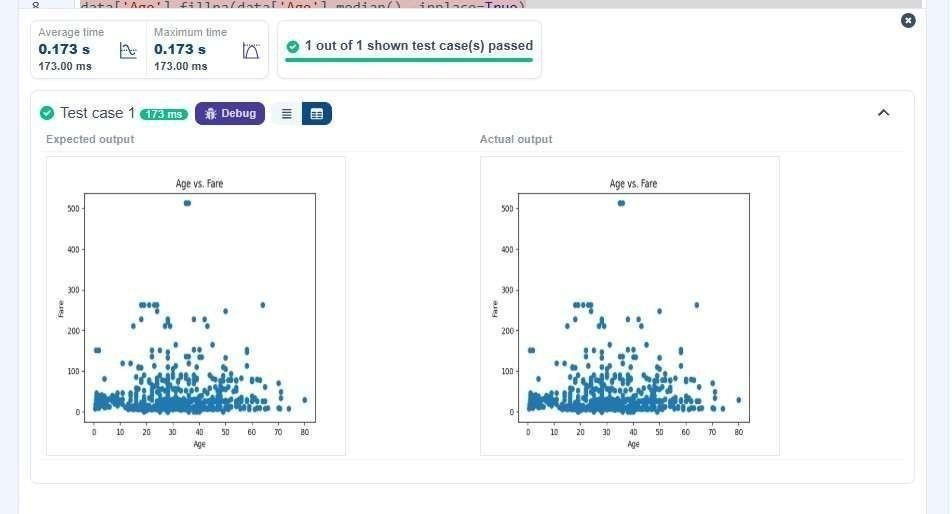 8 data['Age'].fillna(data['Age'].median(), inplace=True)
Average time
0.173 s
173.00 ms
Maximum time
0.173 s
173.00 ms
1 out of 1 shown test case(s) passed
Test case 1 173 ms Debug
Expected output
Actual output
Age vs. Fare
500
400
300
200
100
0
Fare
0 10 20 30 40 50 60 70 80
Age
Age vs. Fare
500
400
300
200
100
0
Fare
0 10 20 30 40 50 60 70 80
Age